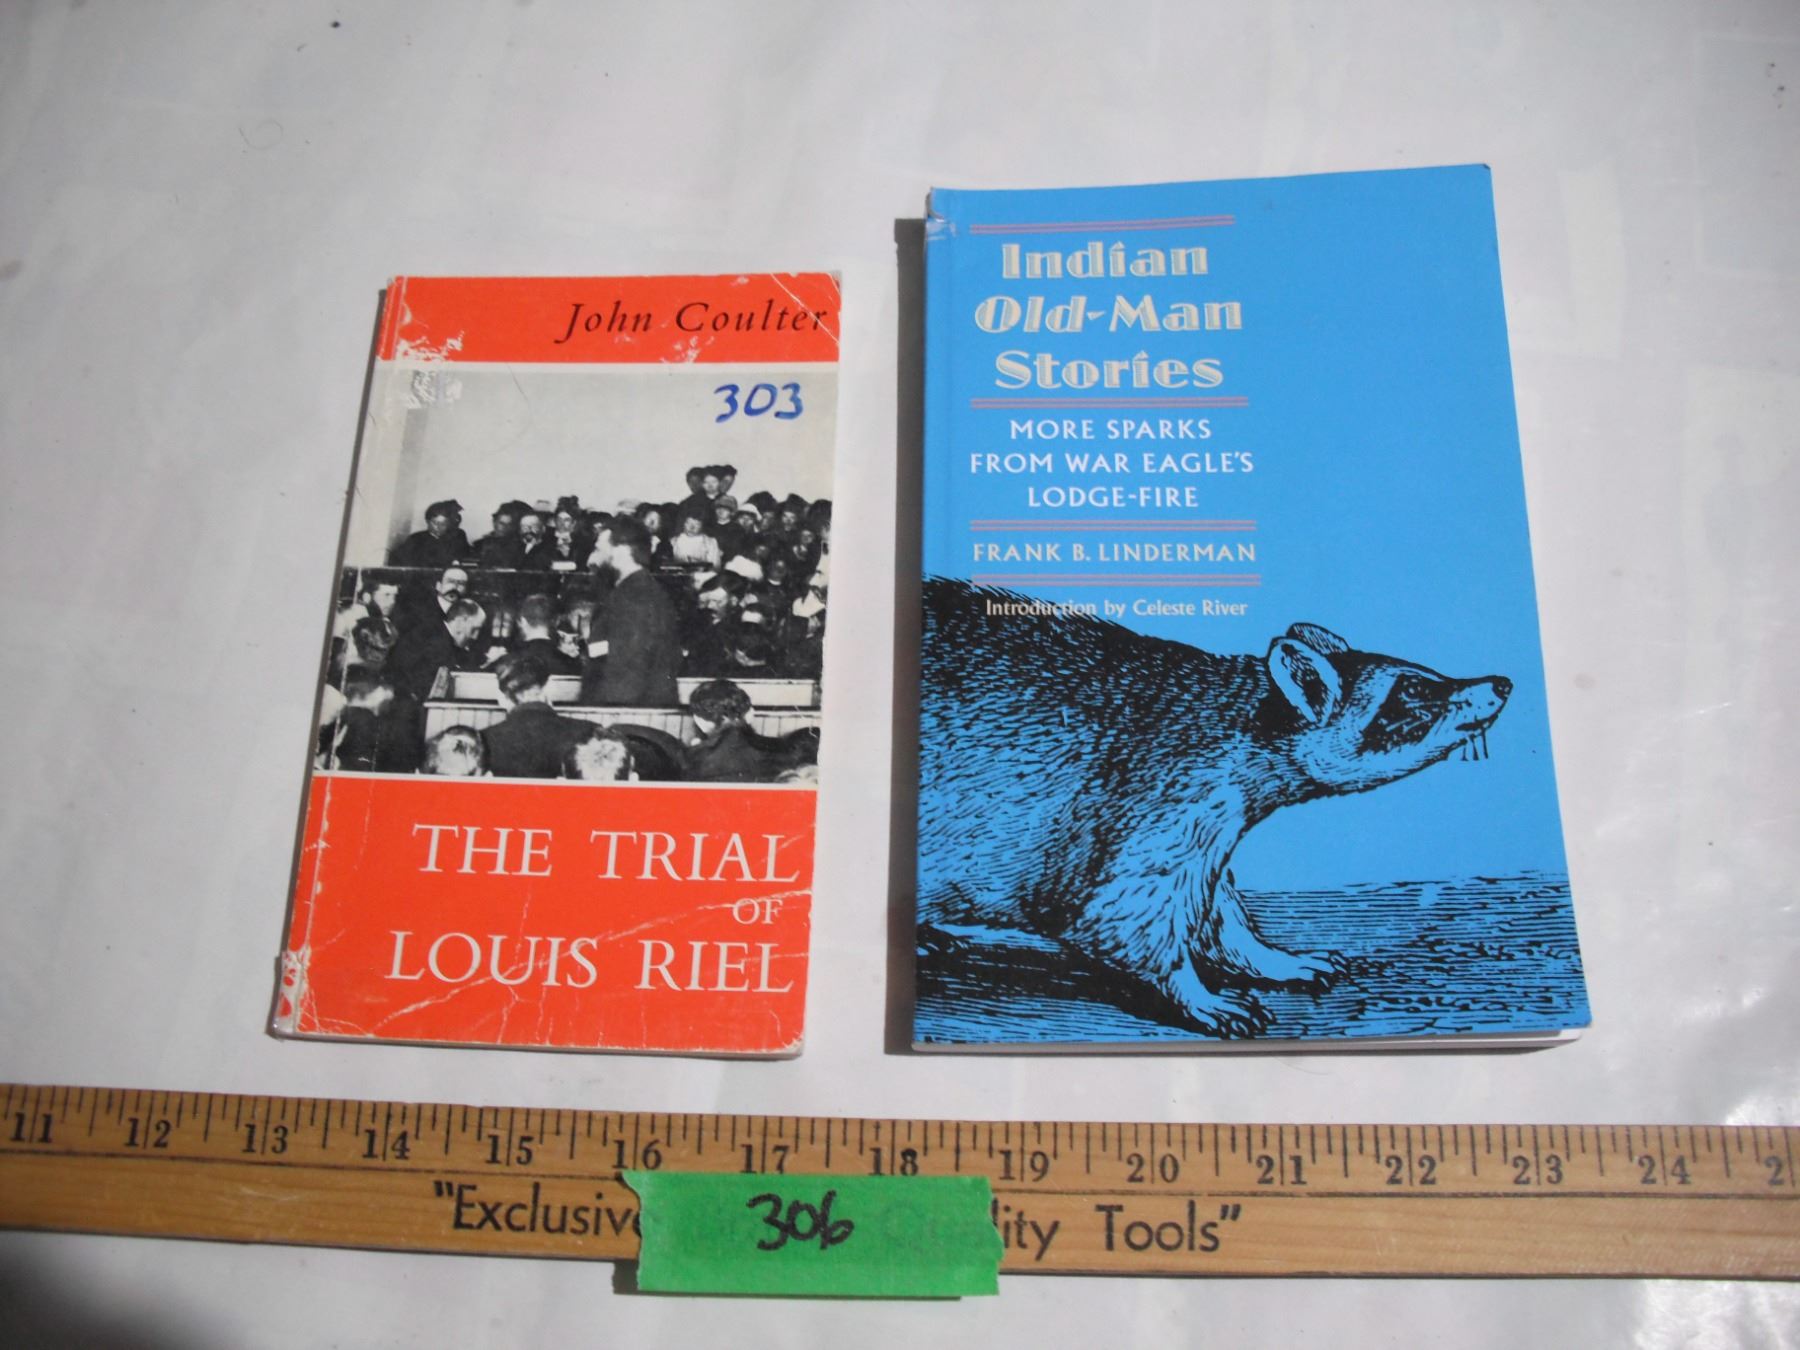 John Coulter
303
THE TRIAL
OF
LOUIS RIEL
Indian
Old-Man
Stories
MORE SPARKS
FROM WAR EAGLE'S
LODGE-FIRE
FRANK B. LINDERMAN
Introduction by Celeste River
11 12 13 14 15 16 17 18 19 20 21 22 23 24
"Exclusive ity Tools"
306